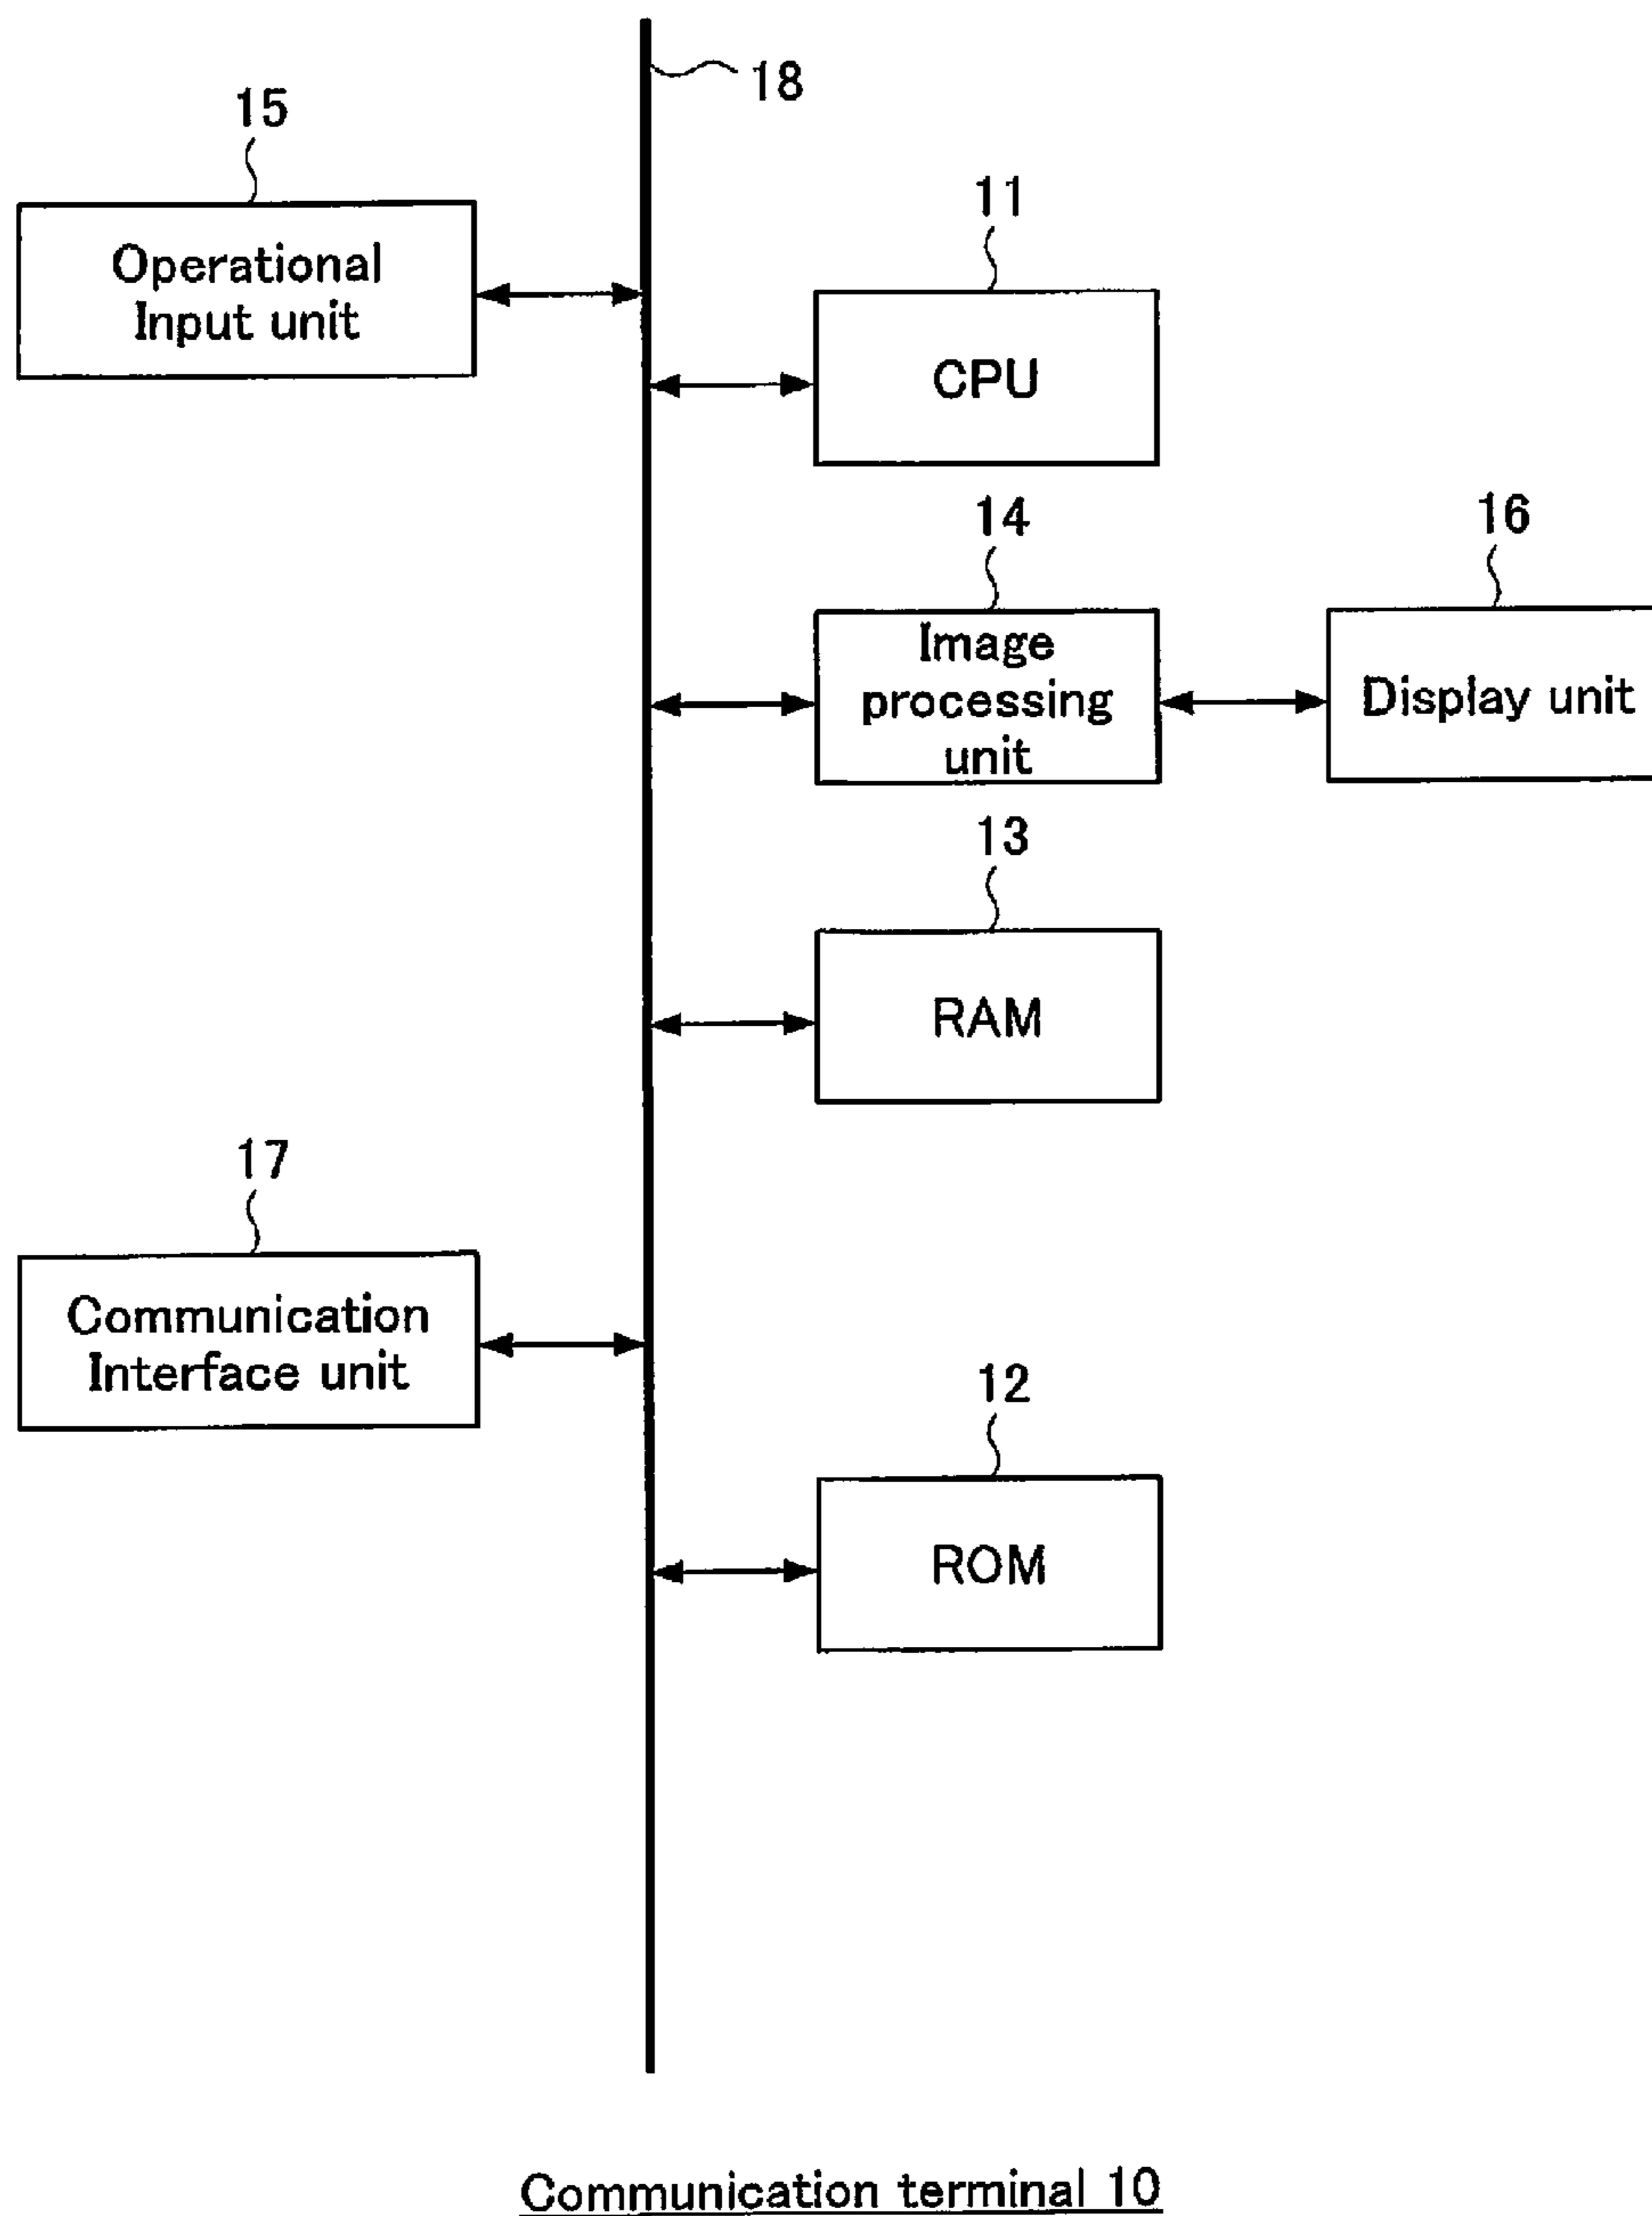 18
15
Operational
Input unit
11
CPU
14
Image
processing
unit
16
Display unit
13
RAM
17
Communication
Interface unit
12
ROM
Communication terminal 10